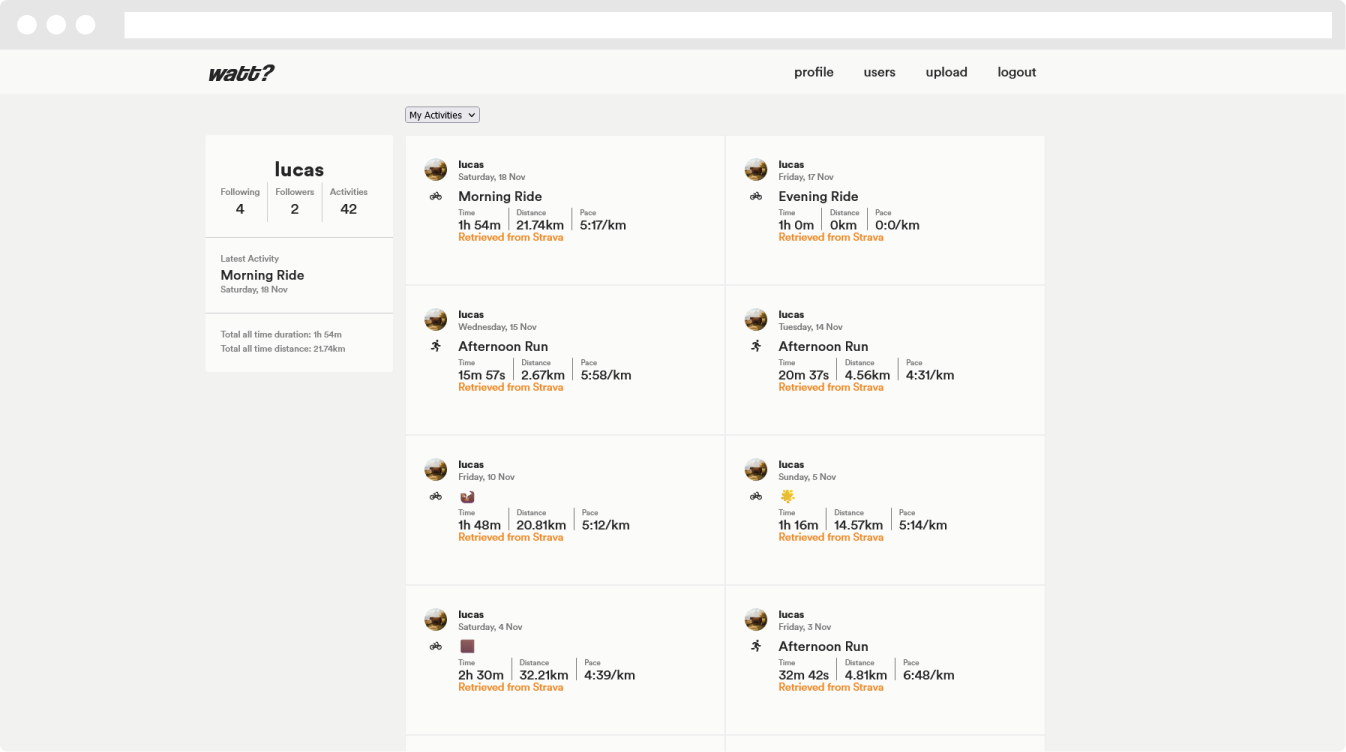 watt?
profile users upload logout
My Activities
lucas
Following Followers Activities
4 2 42
Latest Activity
Morning Ride
Saturday, 18 Nov
Total all time duration: 1h 54m
Total all time distance: 21.74km
lucas
Saturday, 18 Nov
Morning Ride
Time Distance Pace
1h 54m 21.74km 5:17/km
Retrieved from Strava
lucas
Friday, 17 Nov
Evening Ride
Time Distance Pace
1h 0m 0km 0:0/km
Retrieved from Strava
lucas
Wednesday, 15 Nov
Afternoon Run
Time Distance Pace
15m 57s 2.67km 5:58/km
Retrieved from Strava
lucas
Tuesday, 14 Nov
Afternoon Run
Time Distance Pace
20m 37s 4.56km 4:31/km
Retrieved from Strava
lucas
Friday, 10 Nov
Time Distance Pace
1h 48m 20.81km 5:12/km
Retrieved from Strava
lucas
Sunday, 5 Nov
Time Distance Pace
1h 16m 14.57km 5:14/km
Retrieved from Strava
lucas
Saturday, 4 Nov
Time Distance Pace
2h 30m 32.21km 4:39/km
Retrieved from Strava
lucas
Friday, 3 Nov
Afternoon Run
Time Distance Pace
32m 42s 4.81km 6:48/km
Retrieved from Strava